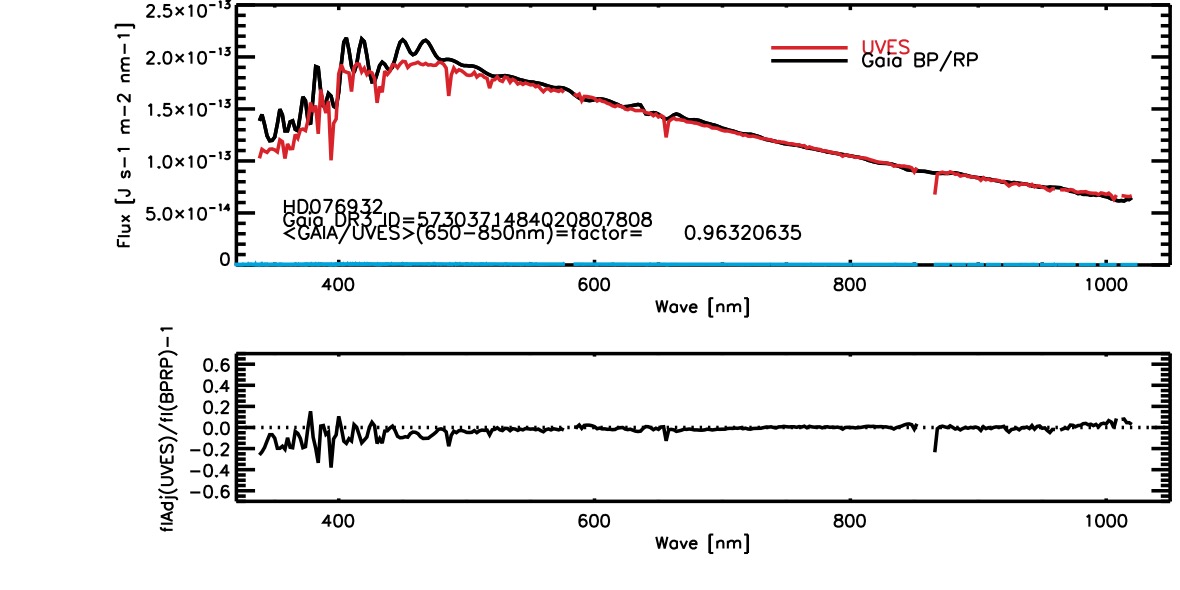 2.5×10−13
2.0×10−13
1.5×10−13
1.0×10−13
5.0×10−14
0
Flux [J s−1 m−2 nm−1]
UVES
Gaia BP/RP
HD076932
Gaia DR3 ID=5730371484020807808
<GAIA/UVES>(650−850nm)=factor= 0.96320635
400 600 800 1000
Wave [nm]
flAdj(UVES)/fl(BPRP)−1
0.6
0.4
0.2
0.0
−0.2
−0.4
−0.6
400 600 800 1000
Wave [nm]